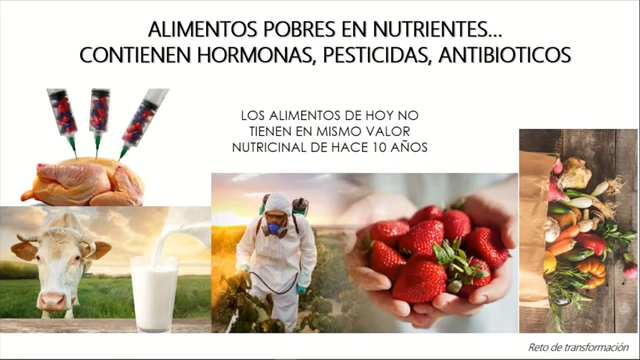 ALIMENTOS POBRES EN NUTRIENTES...
CONTIENEN HORMONAS, PESTICIDAS, ANTIBIOTICOS
LOS ALIMENTOS DE HOY NO
TIENEN EN MISMO VALOR
NUTRICINAL DE HACE 10 AÑOS
Reto de transformación